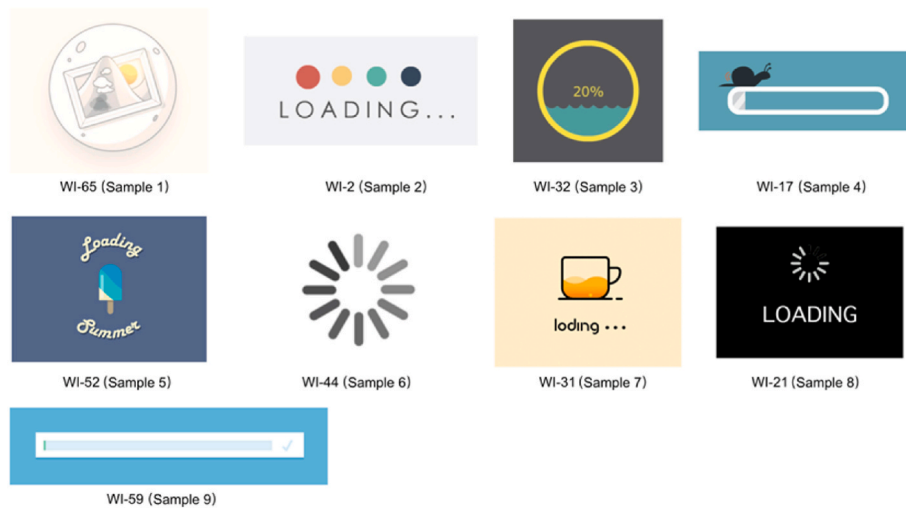 WI-65 (Sample 1)
LOADING...
WI-2 (Sample 2)
20%
WI-32 (Sample 3)
WI-17 (Sample 4)
Loading
Summer
WI-52 (Sample 5)
WI-44 (Sample 6)
loding ...
WI-31 (Sample 7)
LOADING
WI-21 (Sample 8)
WI-59 (Sample 9)